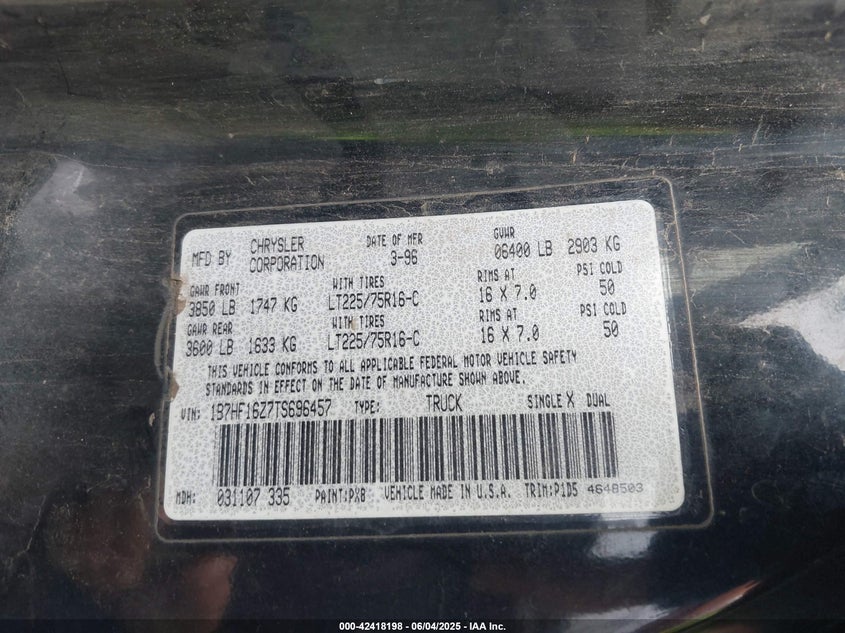 MFD BY CHRYSLER CORPORATION DATE OF MFR 3-96 GVWR 06400 LB 2903 KG
GAWR FRONT WITH TIRES RIMS AT PSI COLD
3850 LB 1747 KG LT225/75R16-C 16 X 7.0 50
GAWR REAR WITH TIRES RIMS AT PSI COLD
3600 LB 1633 KG LT225/75R16-C 16 X 7.0 50
THIS VEHICLE CONFORMS TO ALL APPLICABLE FEDERAL MOTOR VEHICLE SAFETY
STANDARDS IN EFFECT ON THE DATE OF MANUFACTURE SHOWN ABOVE.
VIN: 1B7HF16Z7TS696457 TYPE: TRUCK SINGLE X DUAL
MDH: 031107 335 PAINT:PX8 VEHICLE MADE IN U.S.A. TRIM:P1D5 4648503
000-42418198 - 06/04/2025 - IAA Inc.